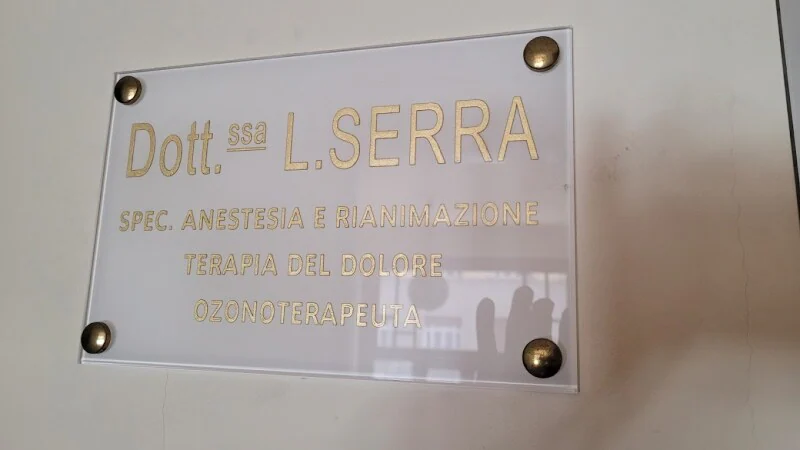 Dott.ssa L.SERRA
SPEC. ANESTESIA E RIANIMAZIONE
TERAPIA DEL DOLORE
OZONOTERAPEUTA